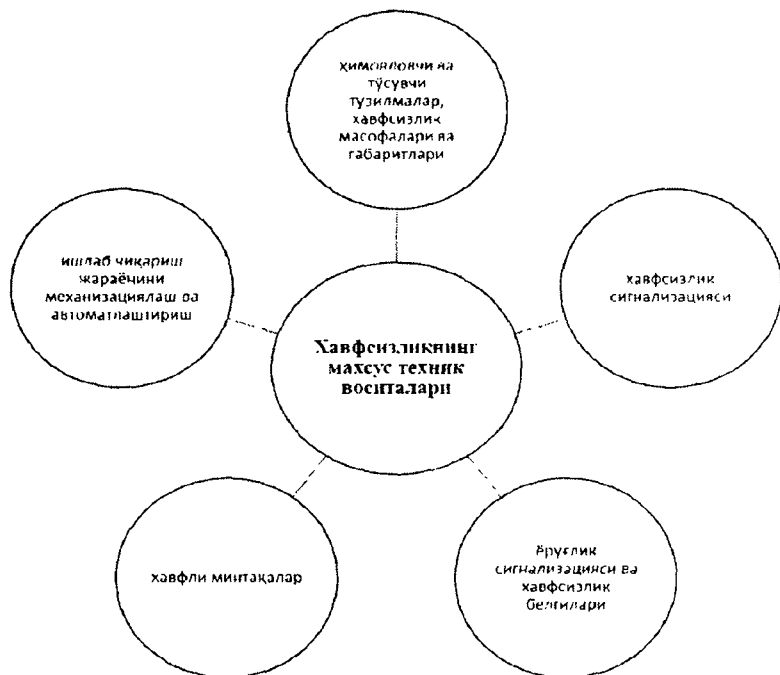 ҳимояловчи ва
тўсувчи
тузилмалар,
хавфсизлик
масофалари ва
габаритлари
ишлаб чиқариш
жараёнини
механизациялаш ва
автоматлаштириш
хавфсизлик
сигнализацияси
Хавфсизликнинг
махсус техник
воситалари
хавфли минтақалар
Ёруғлик
сигнализацияси ва
хавфсизлик
белгилари